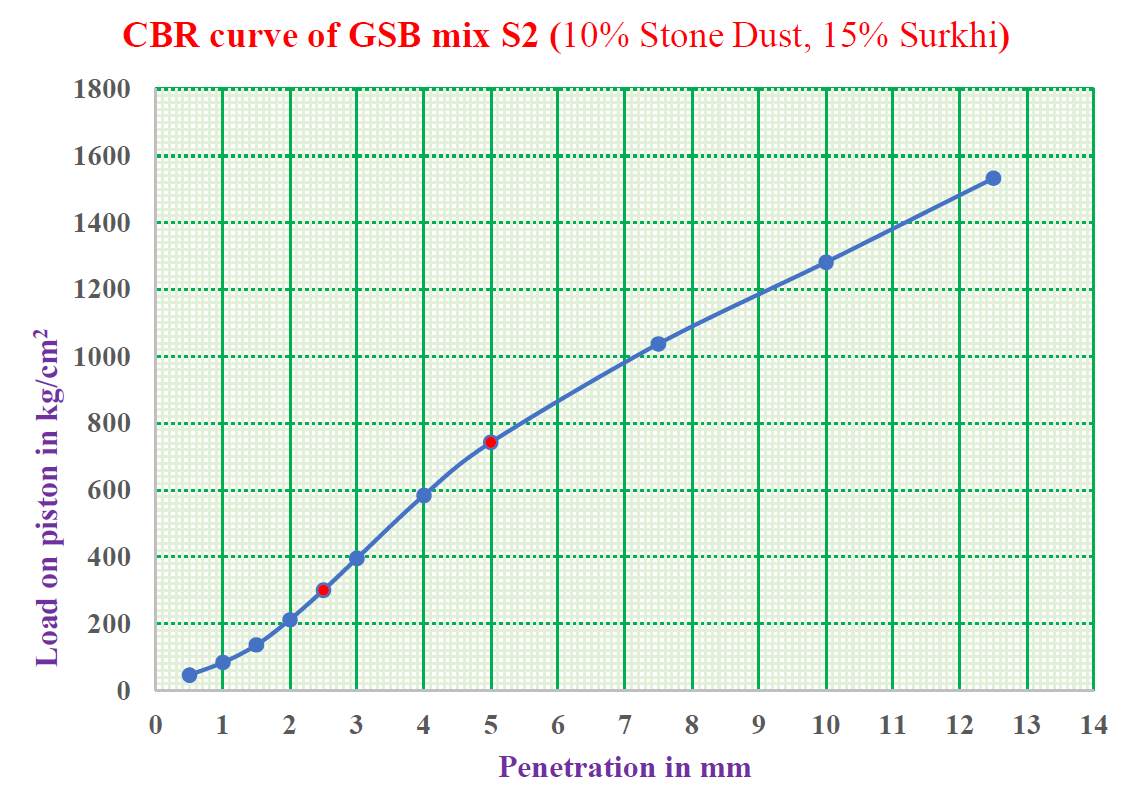 CBR curve of GSB mix S2 (10% Stone Dust, 15% Surkhi)
1800
1600
1400
1200
1000
800
600
400
200
0
Load on piston in kg/cm²
0 1 2 3 4 5 6 7 8 9 10 11 12 13 14
Penetration in mm